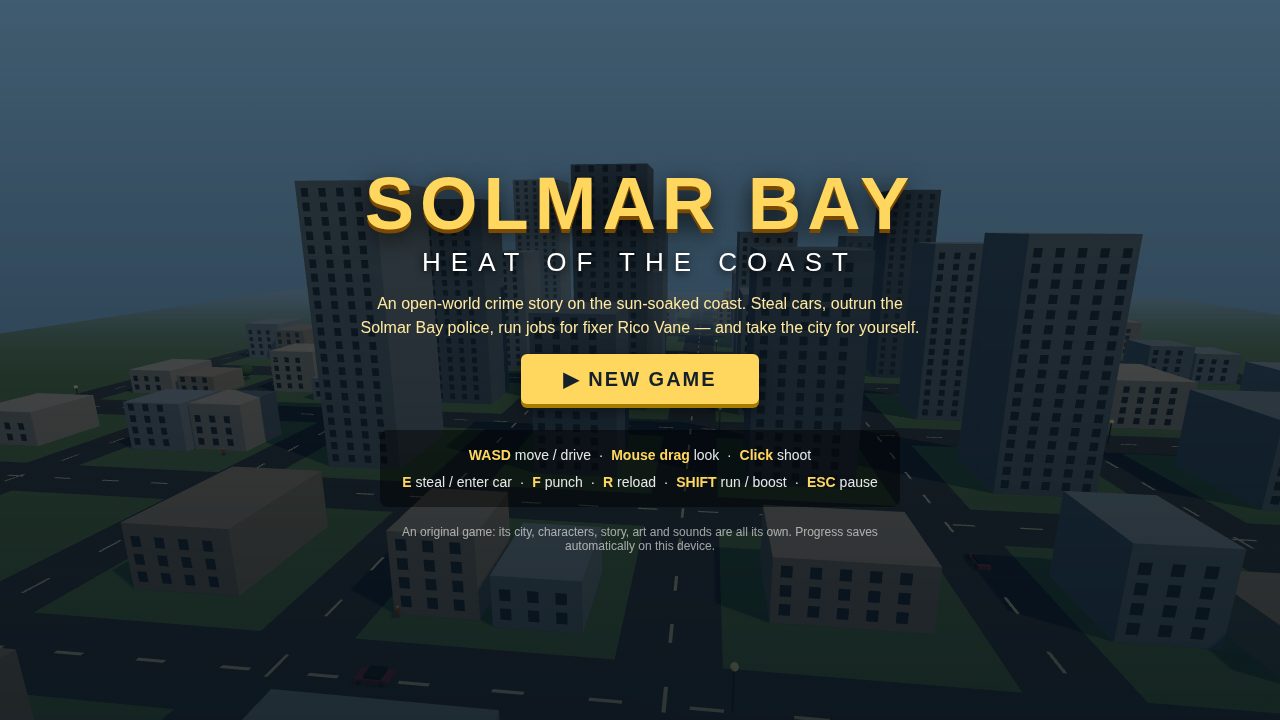 SOLMAR BAY
HEAT OF THE COAST
An open-world crime story on the sun-soaked coast. Steal cars, outrun the
Solmar Bay police, run jobs for fixer Rico Vane — and take the city for yourself.
▶ NEW GAME
WASD move / drive · Mouse drag look · Click shoot
E steal / enter car · F punch · R reload · SHIFT run / boost · ESC pause
An original game: its city, characters, story, art and sounds are all its own. Progress saves
automatically on this device.